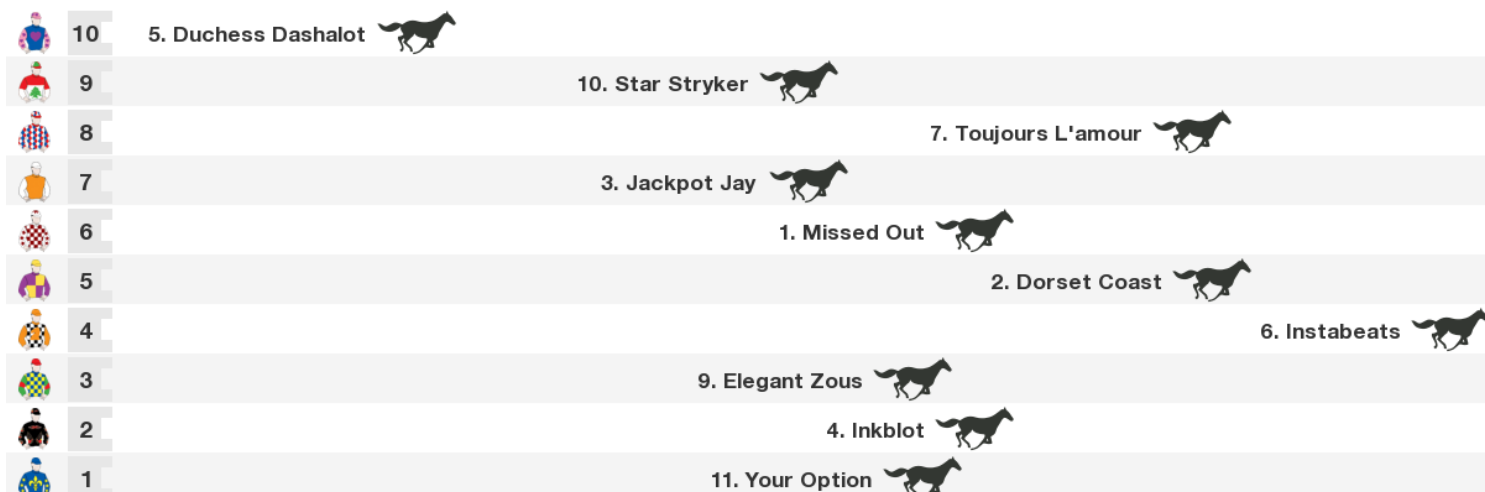 10 5. Duchess Dashalot
9 10. Star Stryker
8 7. Toujours L'amour
7 3. Jackpot Jay
6 1. Missed Out
5 2. Dorset Coast
4 6. Instabeats
3 9. Elegant Zous
2 4. Inkblot
1 11. Your Option